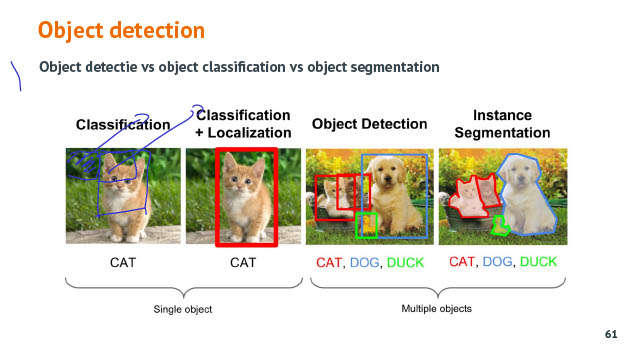 Object detection
Object detectie vs object classification vs object segmentation
Classification
Classification
+ Localization
Object Detection
Instance
Segmentation
CAT
CAT
CAT, DOG, DUCK
CAT, DOG, DUCK
Single object
Multiple objects
61